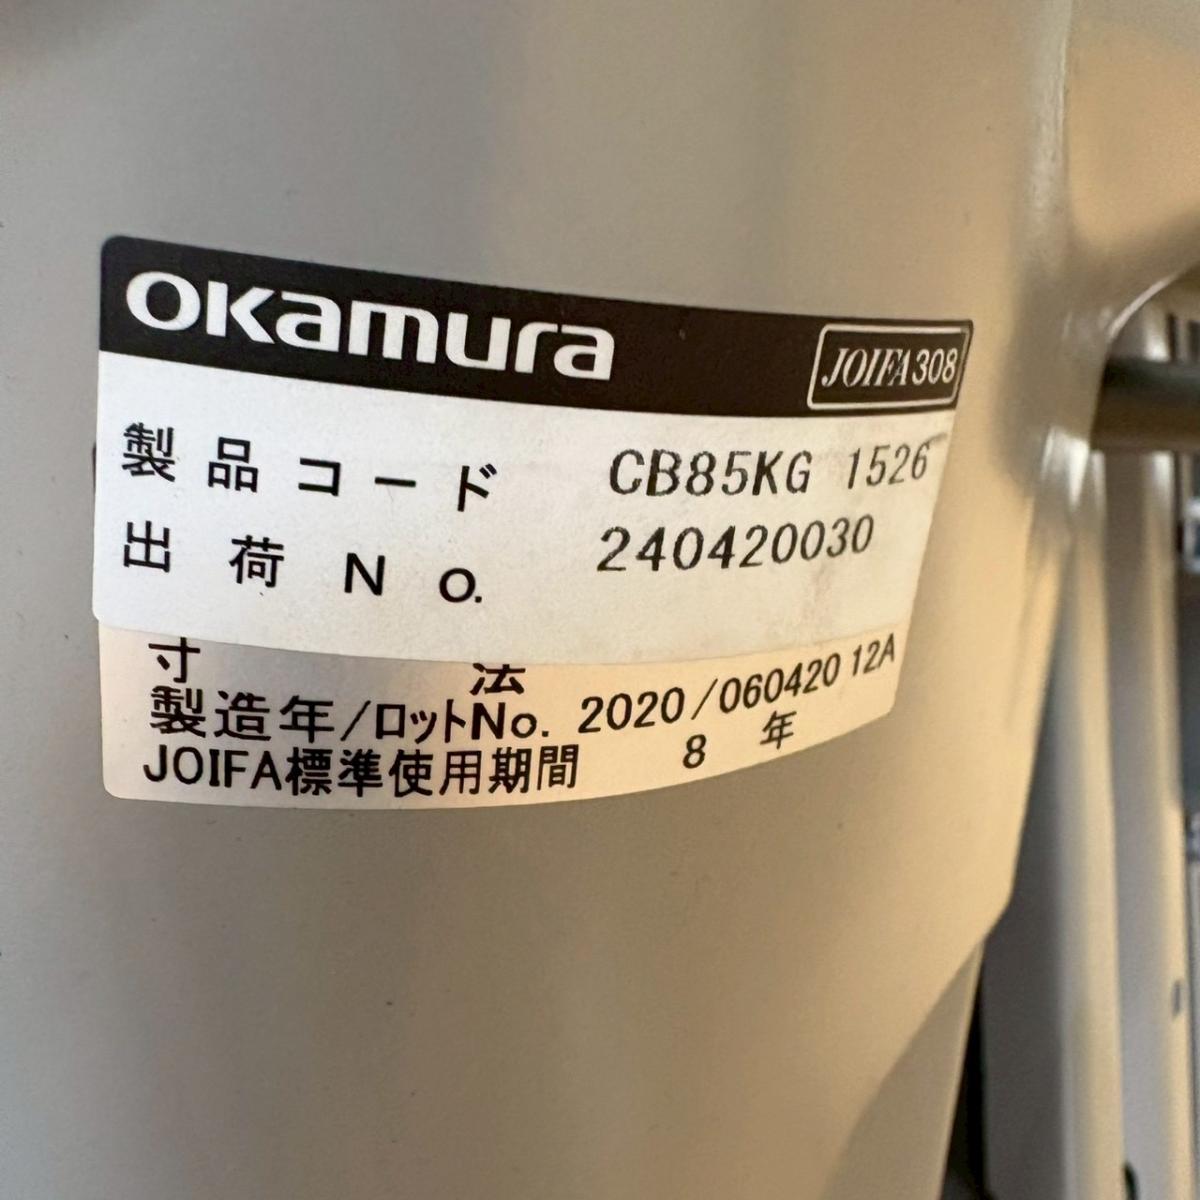 okamura
JOIFA308
製品コード CB85KG 1526
出荷No. 240420030
寸法
製造年/ロットNo. 2020/060420 12A
JOIFA標準使用期間 8年